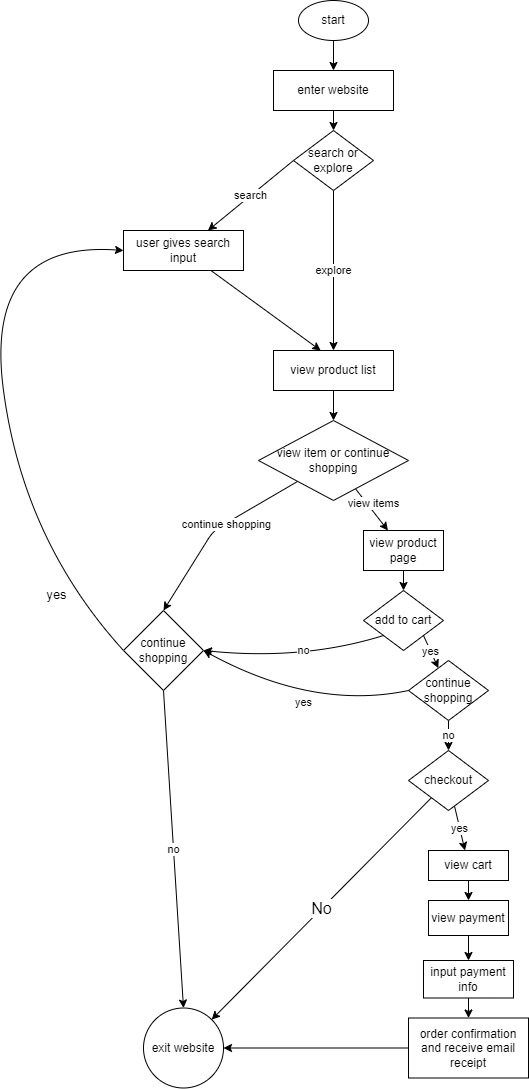 start
enter website
search or
explore
search
user gives search
input
explore
view product list
view item or continue
shopping
view items
continue shopping
view product
page
yes
add to cart
continue
shopping
no
yes
continue
shopping
yes
no
checkout
yes
no
view cart
No
view payment
input payment
info
order confirmation
and receive email
receipt
exit website